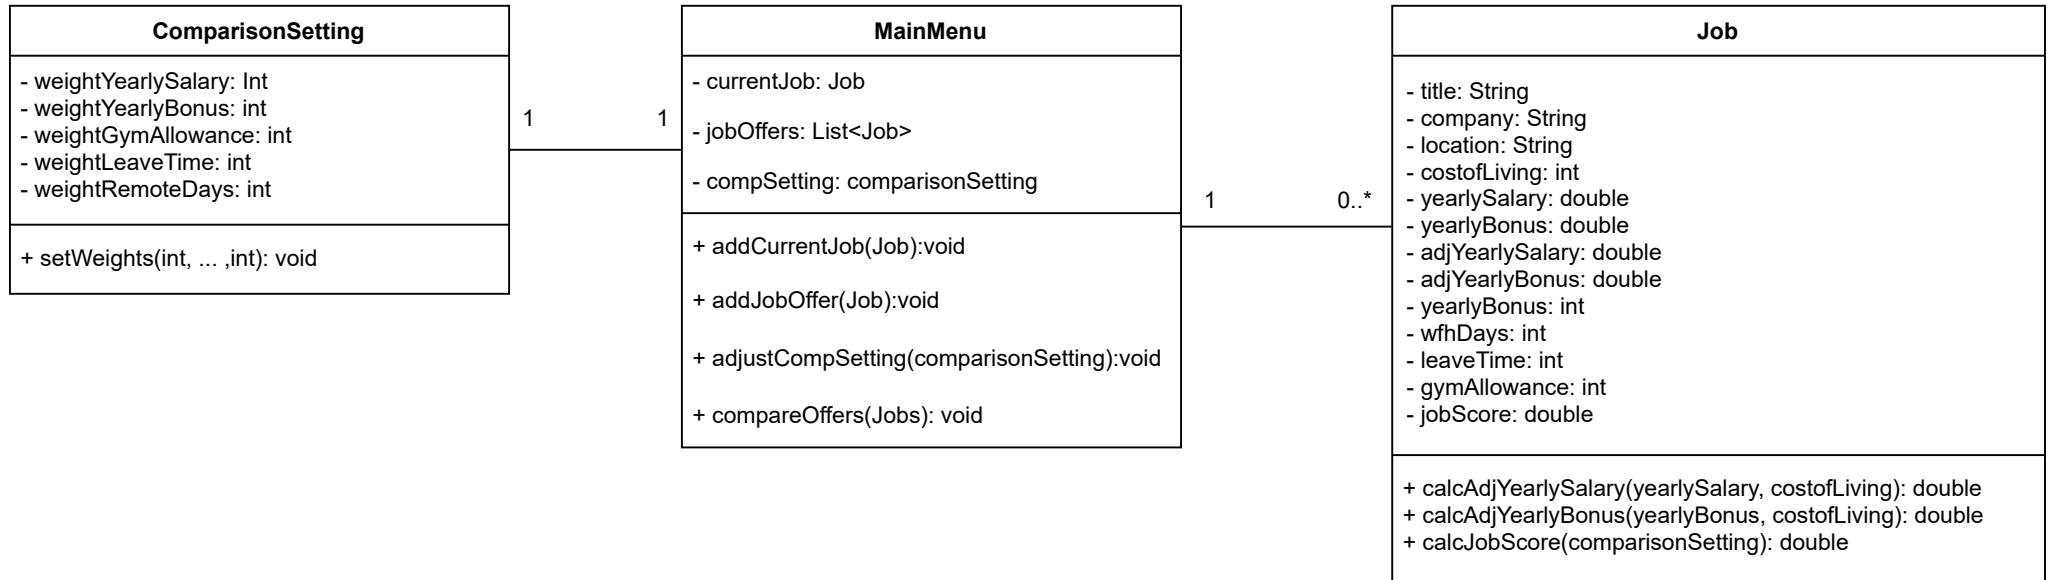 ComparisonSetting
- weightYearlySalary: Int
- weightYearlyBonus: int
- weightGymAllowance: int
- weightLeaveTime: int
- weightRemoteDays: int
+ setWeights(int, ... ,int): void
1
1
MainMenu
- currentJob: Job
- jobOffers: List<Job>
- compSetting: comparisonSetting
+ addCurrentJob(Job):void
+ addJobOffer(Job):void
+ adjustCompSetting(comparisonSetting):void
+ compareOffers(Jobs): void
1
0..*
Job
- title: String
- company: String
- location: String
- costofLiving: int
- yearlySalary: double
- yearlyBonus: double
- adjYearlySalary: double
- adjYearlyBonus: double
- yearlyBonus: int
- wfhDays: int
- leaveTime: int
- gymAllowance: int
- jobScore: double
+ calcAdjYearlySalary(yearlySalary, costofLiving): double
+ calcAdjYearlyBonus(yearlyBonus, costofLiving): double
+ calcJobScore(comparisonSetting): double